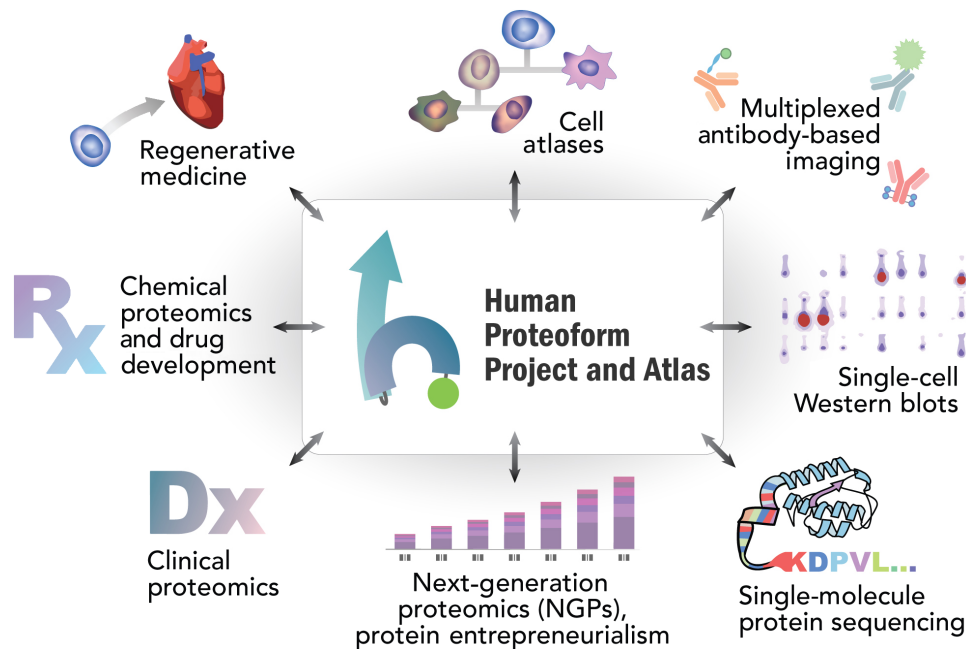 Regenerative
medicine
Cell
atlases
Multiplexed
antibody-based
imaging
Rx
Chemical
proteomics
and drug
development
Human
Proteoform
Project and Atlas
Single-cell
Western blots
Dx
Clinical
proteomics
Next-generation
proteomics (NGPs),
protein entrepreneurialism
KDPVL...
Single-molecule
protein sequencing